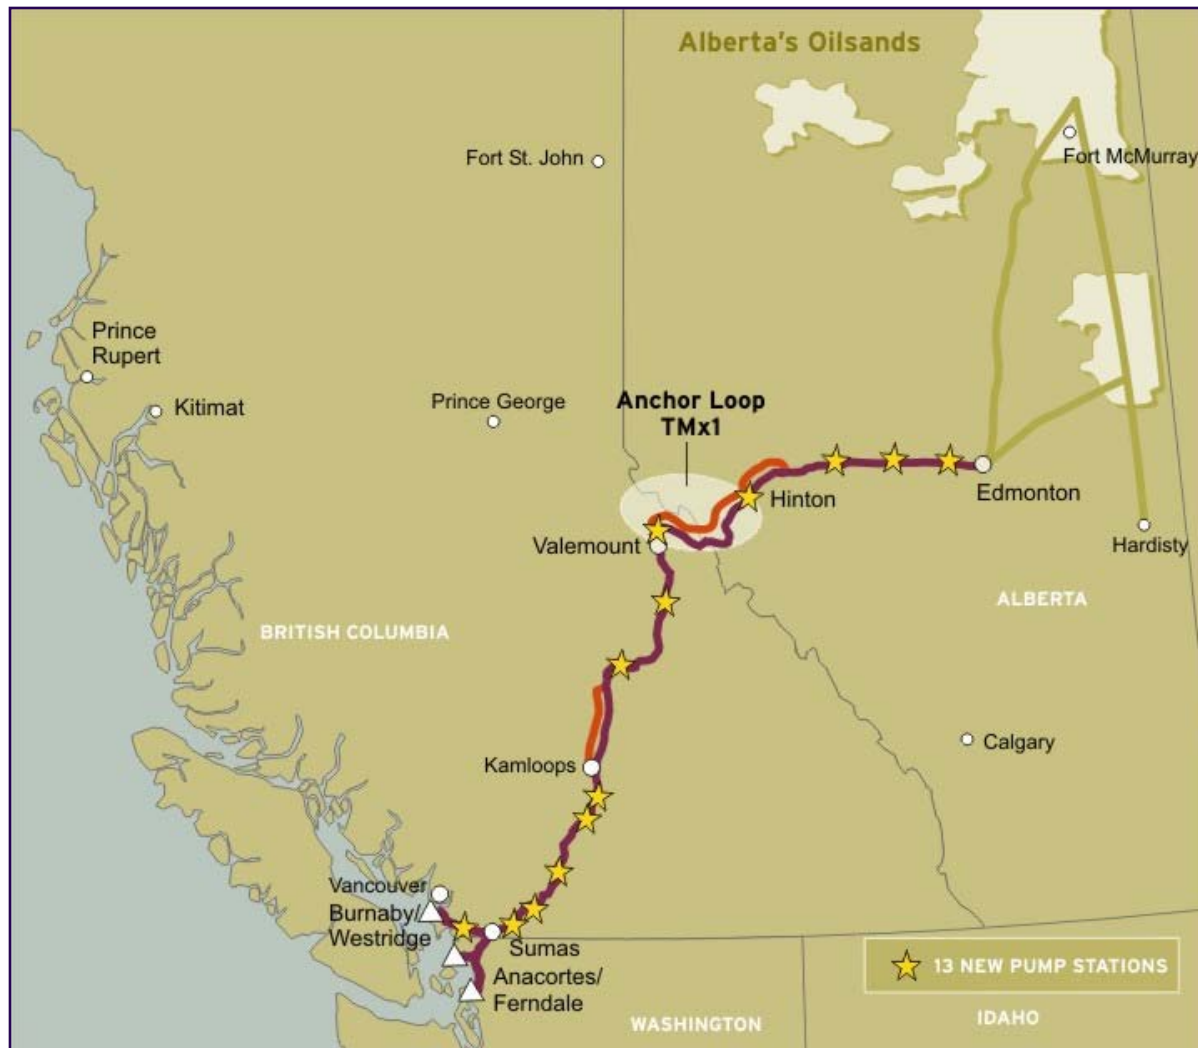 Alberta's Oilsands
Fort St. John
Fort McMurray
Prince
Rupert
Kitimat
Prince George
Anchor Loop
TMx1
Hinton
Edmonton
Valemount
Hardisty
ALBERTA
BRITISH COLUMBIA
Kamloops
Calgary
Vancouver
Burnaby/
Westridge
Sumas
Anacortes/
Ferndale
13 NEW PUMP STATIONS
WASHINGTON
IDAHO